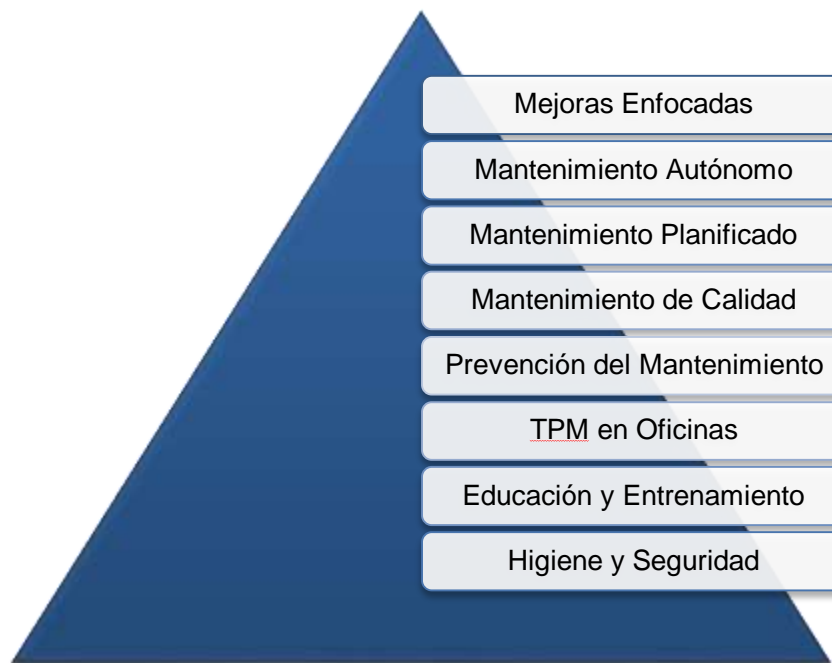 Mejoras Enfocadas
Mantenimiento Autónomo
Mantenimiento Planificado
Mantenimiento de Calidad
Prevención del Mantenimiento
TPM en Oficinas
Educación y Entrenamiento
Higiene y Seguridad